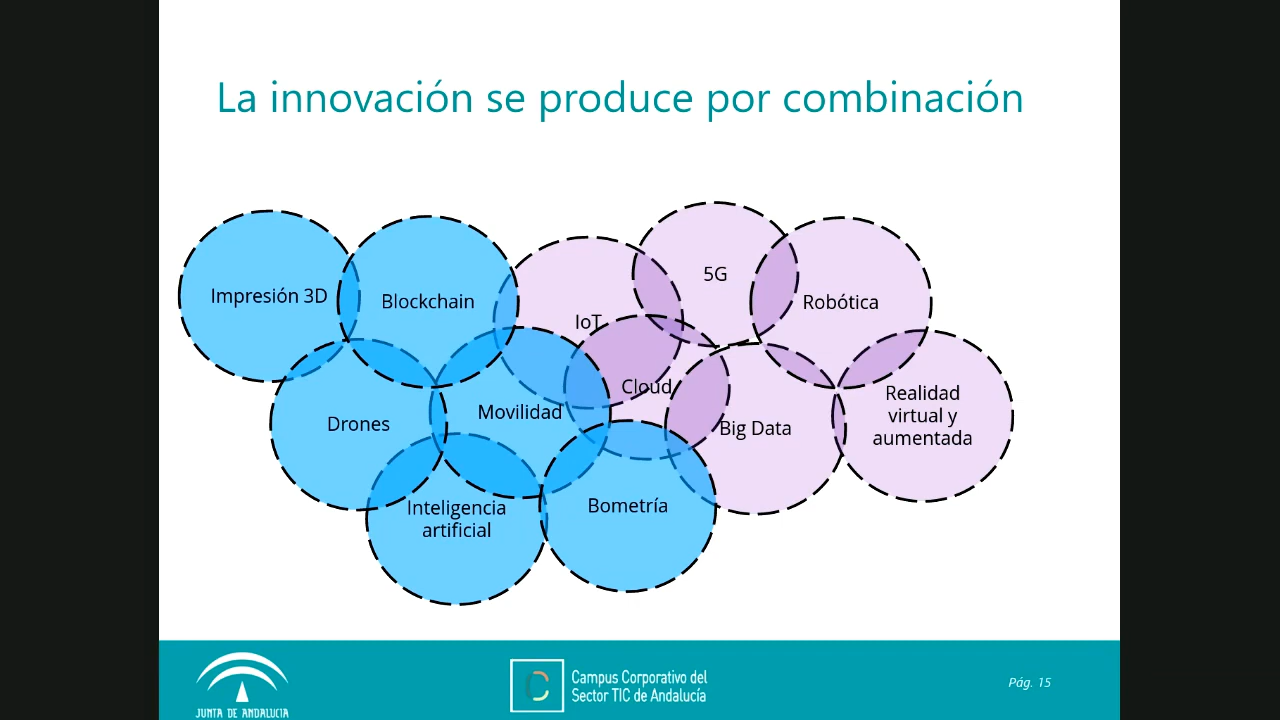 La innovación se produce por combinación
Impresión 3D
Blockchain
IoT
5G
Robótica
Drones
Movilidad
Cloud
Big Data
Realidad
virtual y
aumentada
Inteligencia
artificial
Bometría
JUNTA DE ANDALUCIA
Campus Corporativo del
Sector TIC de Andalucía
Pág. 15